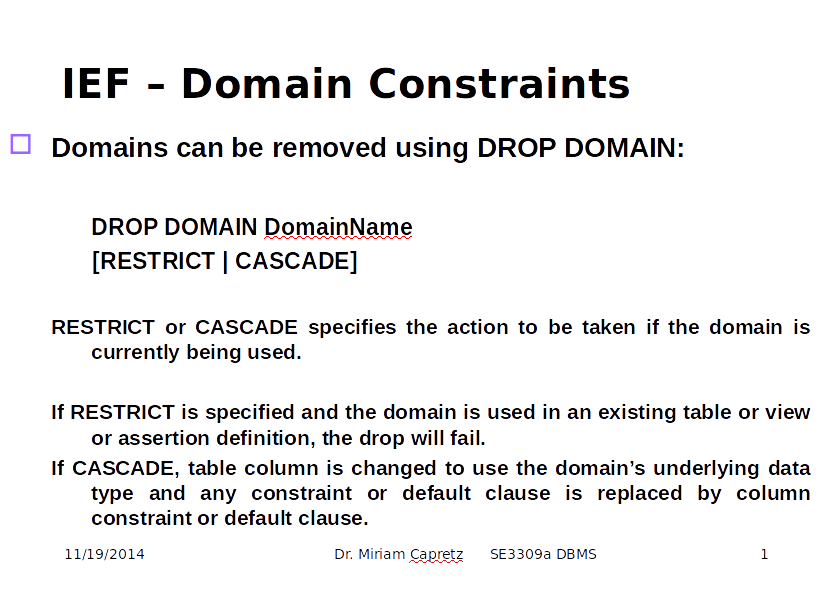 IEF – Domain Constraints
Domains can be removed using DROP DOMAIN:
DROP DOMAIN DomainName
[RESTRICT | CASCADE]
RESTRICT or CASCADE specifies the action to be taken if the domain is
currently being used.
If RESTRICT is specified and the domain is used in an existing table or view
or assertion definition, the drop will fail.
If CASCADE, table column is changed to use the domain’s underlying data
type and any constraint or default clause is replaced by column
constraint or default clause.
11/19/2014 Dr. Miriam Capretz SE3309a DBMS 1